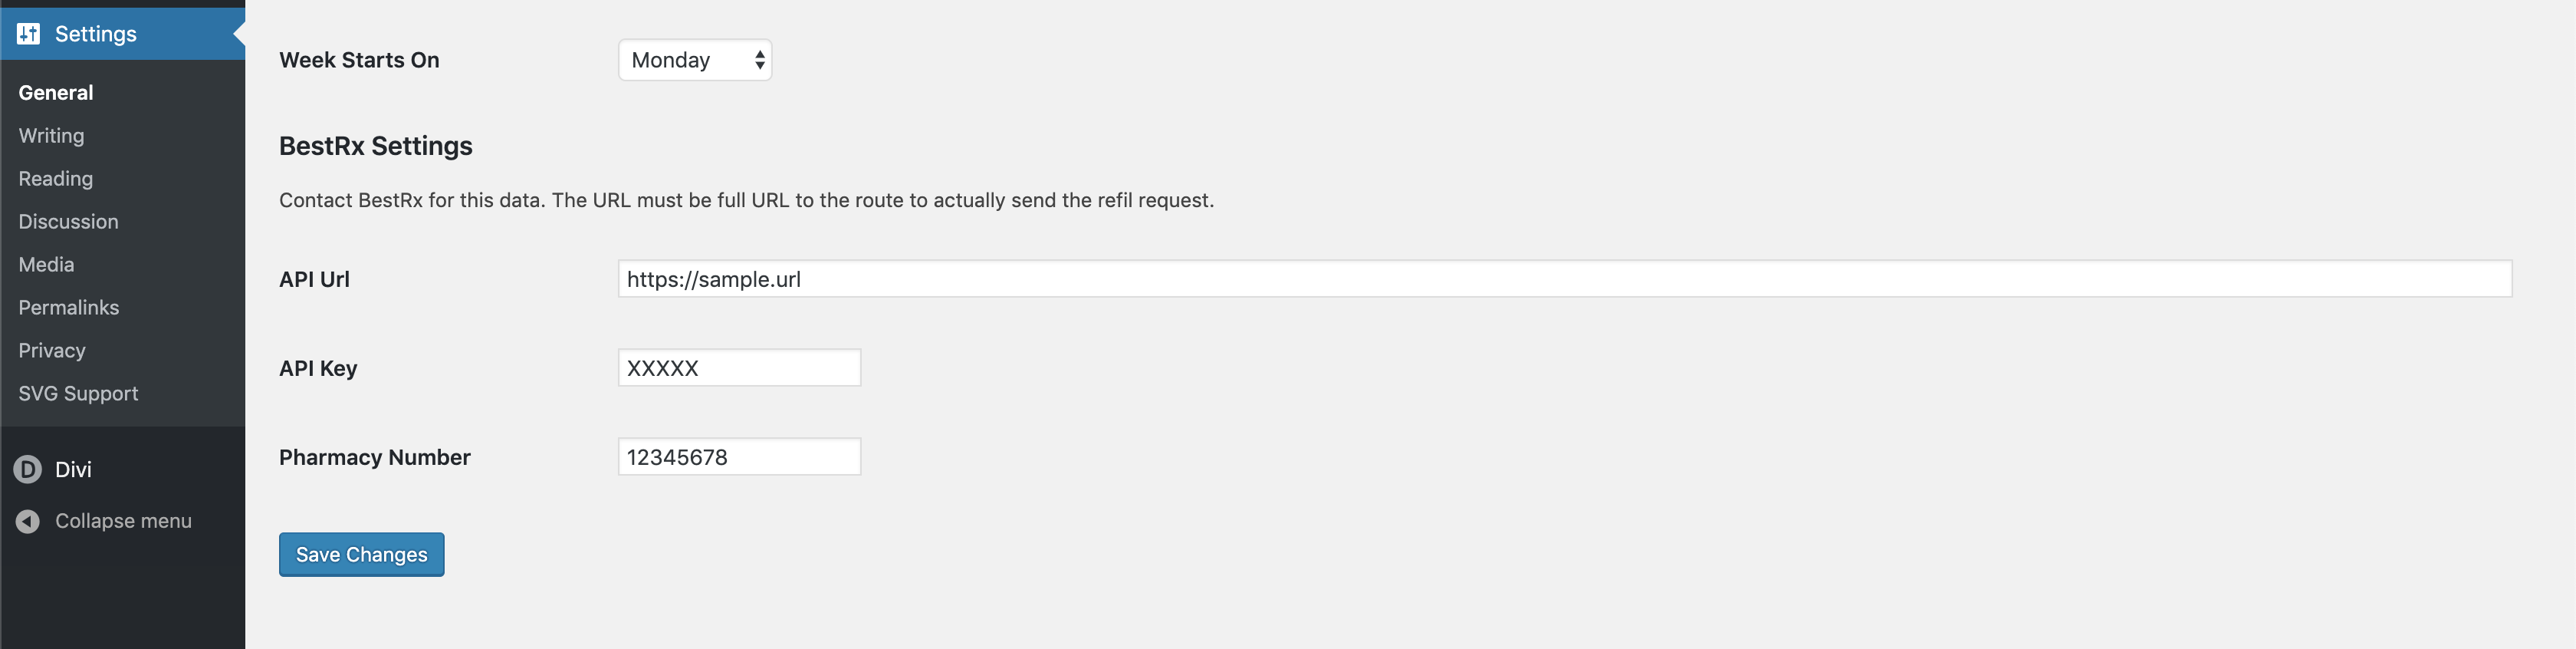 Settings
General
Writing
Reading
Discussion
Media
Permalinks
Privacy
SVG Support
Divi
Collapse menu
Week Starts On Monday
BestRx Settings
Contact BestRx for this data. The URL must be full URL to the route to actually send the refil request.
API Url https://sample.url
API Key XXXXX
Pharmacy Number 12345678
Save Changes